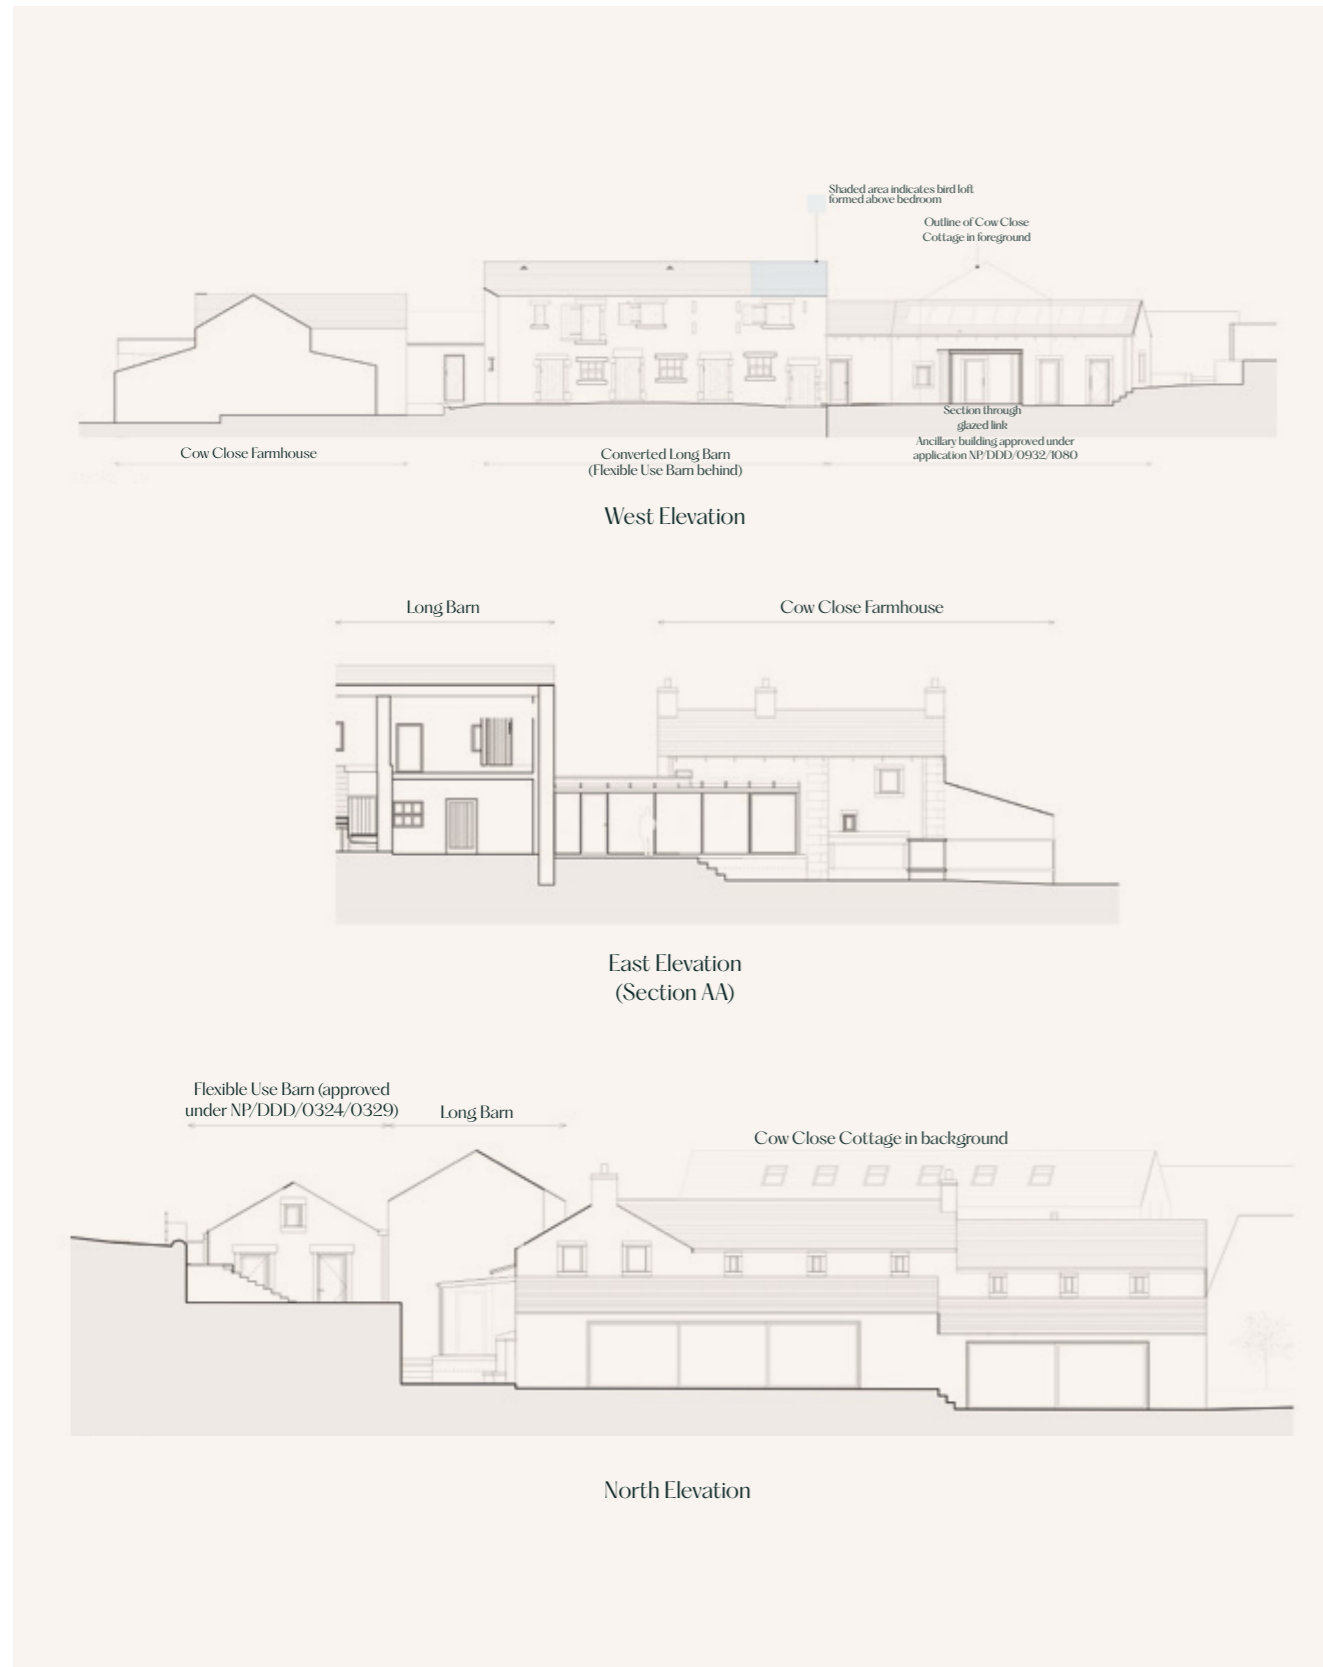 Shaded area indicates bird loft
formed above bedroom
Outline of Cow Close
Cottage in foreground
Section through
glazed link
Ancillary building approved under
application NP/DDD/0932/1080
Cow Close Farmhouse
Converted Long Barn
(Flexible Use Barn behind)
West Elevation
Long Barn
Cow Close Farmhouse
East Elevation
(Section AA)
Flexible Use Barn (approved
under NP/DDD/0324/0329)
Long Barn
Cow Close Cottage in background
North Elevation